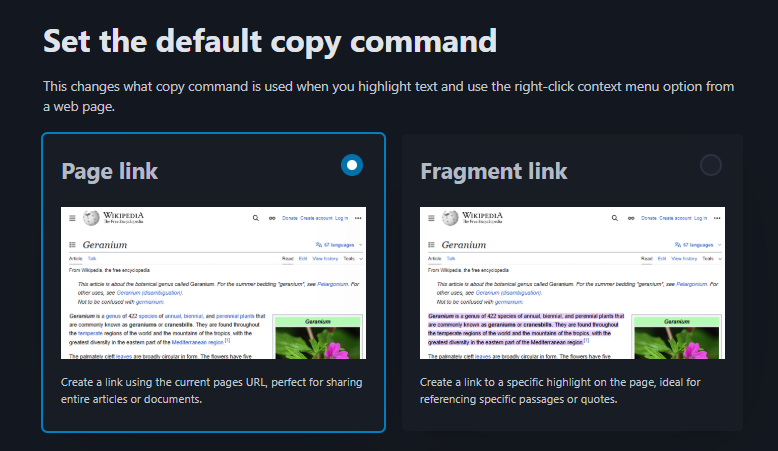 Set the default copy command
This changes what copy command is used when you highlight text and use the right-click context menu option from
a web page.
Page link
WIKIPEDIA
The Free Encyclopedia
Donate Create account Log in
Geranium
67 languages
Article Talk
Read Edit View history Tools
From Wikipedia, the free encyclopedia
This article is about the botanical genus called Geranium. For the summer bedding "geranium", see Pelargonium. For
other uses, see Geranium (disambiguation).
Not to be confused with germanium.
Geranium is a genus of 422 species of annual, biennial, and perennial plants that
are commonly known as geraniums or cranesbills. They are found throughout
the temperate regions of the world and the mountains of the tropics, with the
greatest diversity in the eastern part of the Mediterranean region.[1]
The palmately cleft leaves are broadly circular in form. The flowers have five
Geranium
Create a link using the current pages URL, perfect for sharing
entire articles or documents.
Fragment link
WIKIPEDIA
The Free Encyclopedia
Donate Create account Log in
Geranium
67 languages
Article Talk
Read Edit View history Tools
From Wikipedia, the free encyclopedia
This article is about the botanical genus called Geranium. For the summer bedding "geranium", see Pelargonium. For
other uses, see Geranium (disambiguation).
Not to be confused with germanium.
Geranium is a genus of 422 species of annual, biennial, and perennial plants that
are commonly known as geraniums or cranesbills. They are found throughout
the temperate regions of the world and the mountains of the tropics, with the
greatest diversity in the eastern part of the Mediterranean region.[1]
The palmately cleft leaves are broadly circular in form. The flowers have five
Geranium
Create a link to a specific highlight on the page, ideal for
referencing specific passages or quotes.